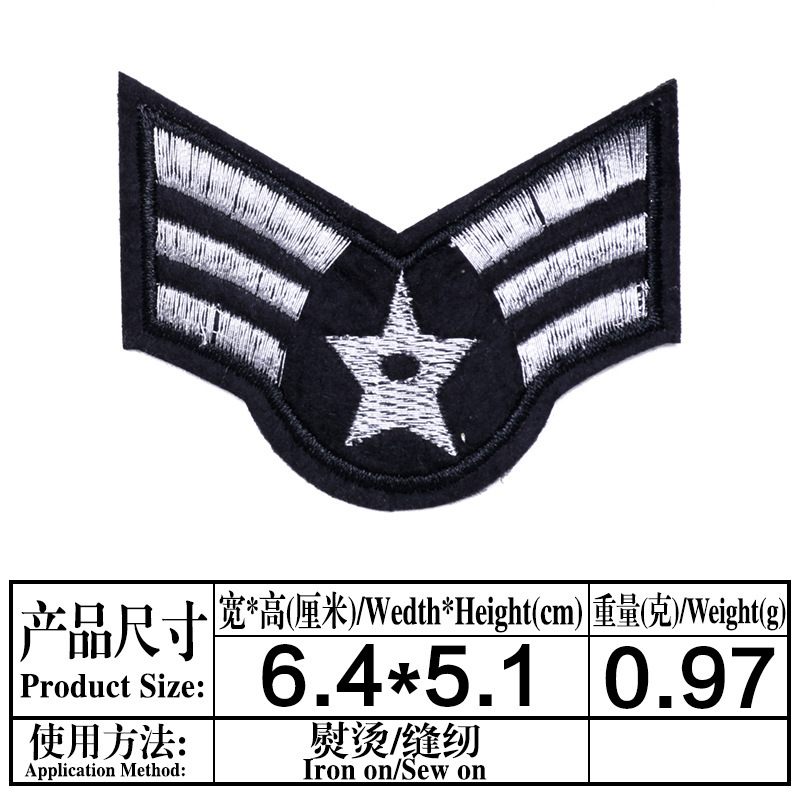 产品尺寸
Product Size:
宽*高(厘米)/Wedth*Height(cm)
6.4*5.1
重量(克)/Weight(g)
0.97
使用方法:
Application Method:
熨烫/缝纫
Iron on/Sew on